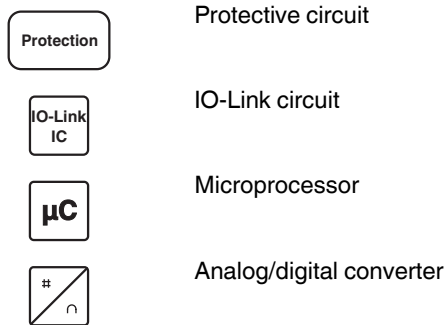 Protection
Protective circuit
IO-Link
IC
IO-Link circuit
µC
Microprocessor
#
∩
Analog/digital converter